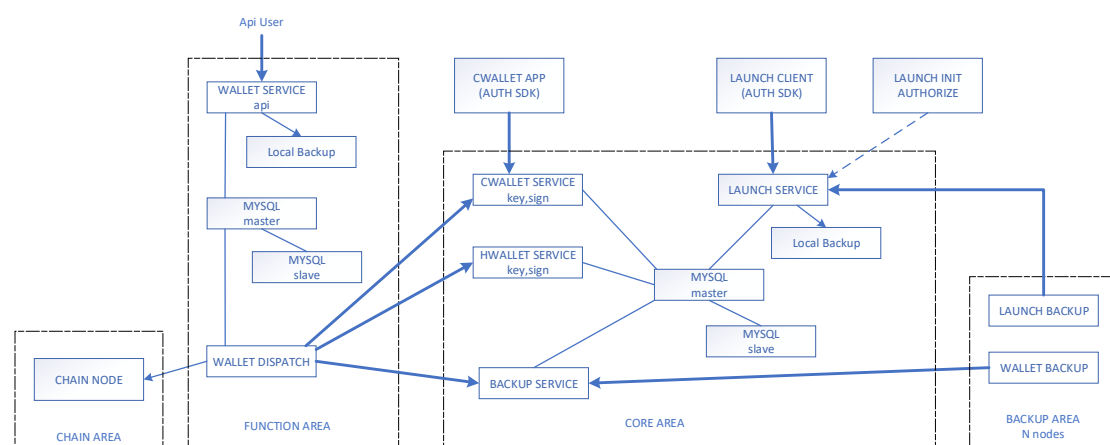 Api User
WALLET SERVICE
api
Local Backup
MYSQL
master
MYSQL
slave
WALLET DISPATCH
FUNCTION AREA
CHAIN NODE
CHAIN AREA
CWALLET APP
(AUTH SDK)
LAUNCH CLIENT
(AUTH SDK)
LAUNCH INIT
AUTHORIZE
CWALLET SERVICE
key,sign
LAUNCH SERVICE
Local Backup
HWALLET SERVICE
key,sign
MYSQL
master
MYSQL
slave
BACKUP SERVICE
CORE AREA
LAUNCH BACKUP
WALLET BACKUP
BACKUP AREA
N nodes